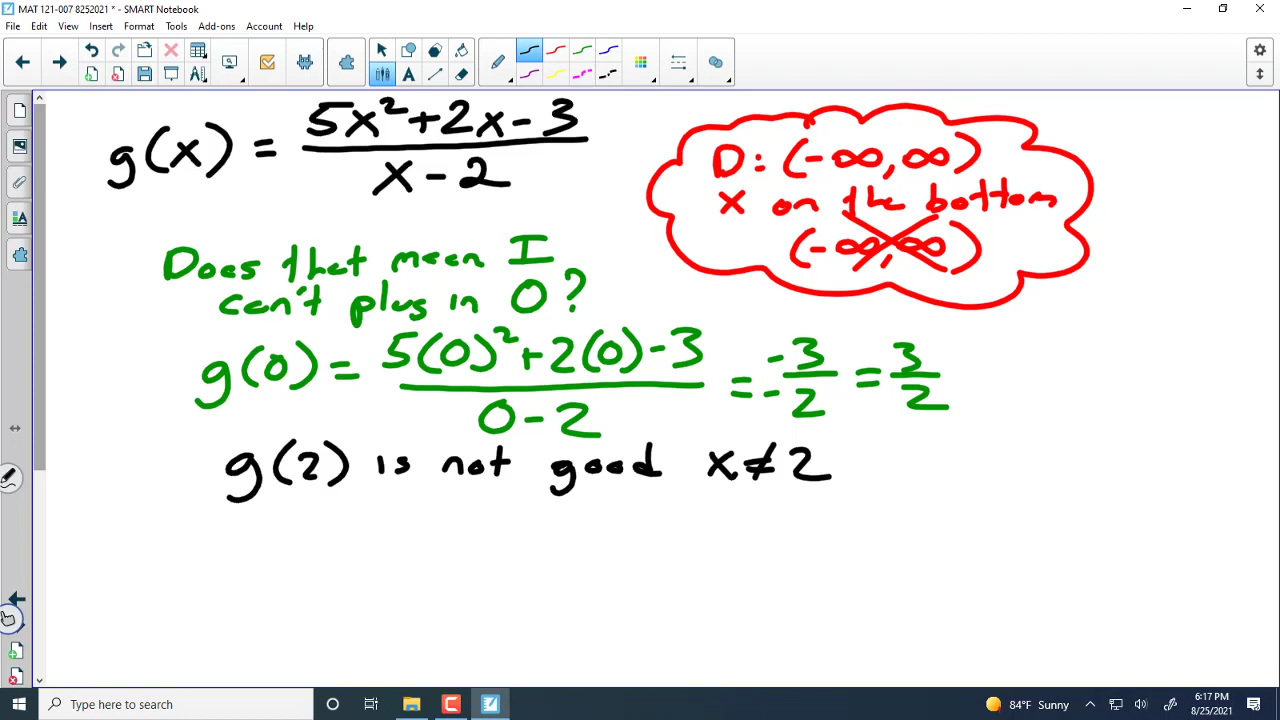 MAT 121-007 8252021 * - SMART Notebook
File Edit View Insert Format Tools Add-ons Account Help
g(x) = (5x²+2x-3)/(x-2)
D: (-∞,∞)
x on the bottom
(-∞,∞)
Does that mean I
can't plug in 0?
g(0) = (5(0)²+2(0)-3)/(0-2) = -3/-2 = 3/2
g(2) is not good x≠2
Type here to search
84°F Sunny
6:17 PM
8/25/2021